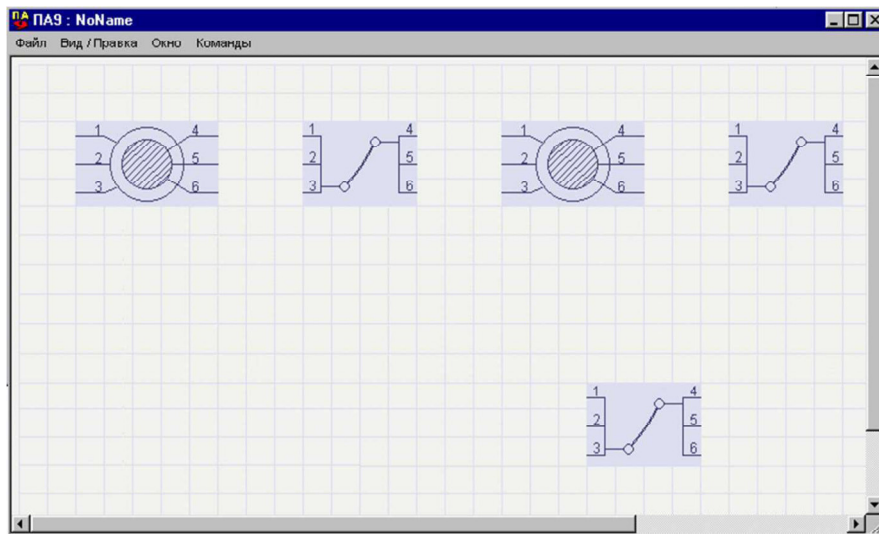 ПА9 : NoName
Файл Вид / Правка Окно Команды
1 4 1 4 1 4 1 4
2 5 2 5 2 5 2 5
3 6 3 6 3 6 3 6
1 4
2 5
3 6